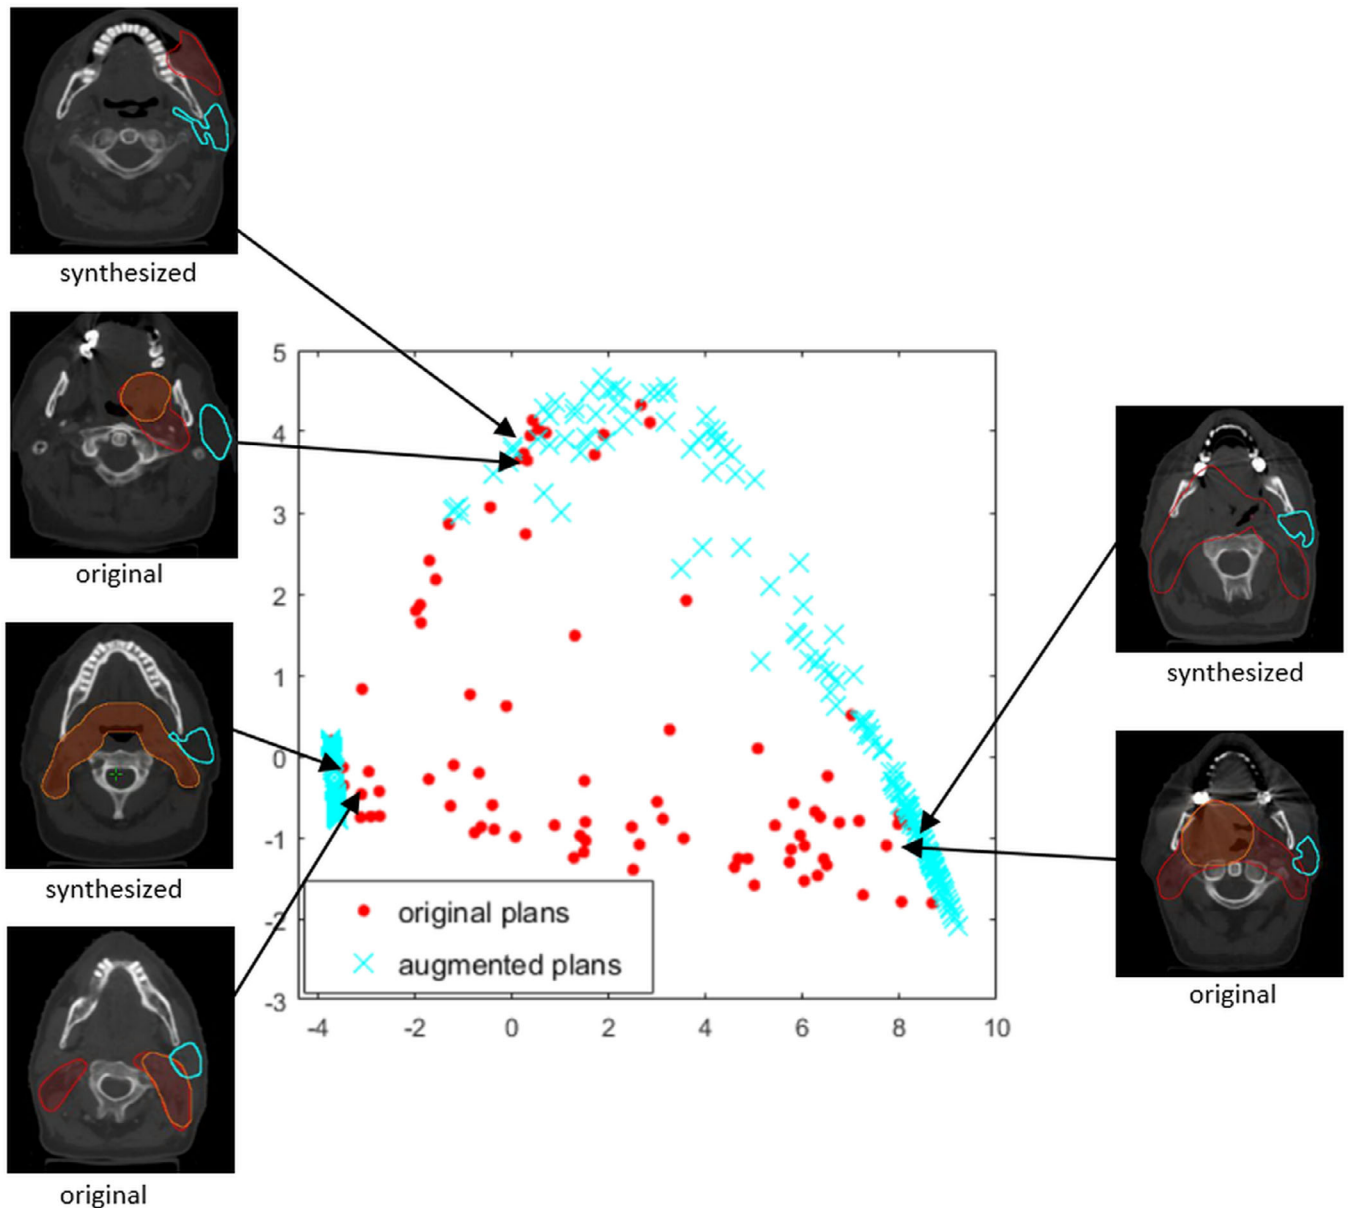 synthesized
original
synthesized
original
5
4
3
2
1
0
-1
-2
-3
-4
-2
0
2
4
6
8
10
original plans
augmented plans
synthesized
original